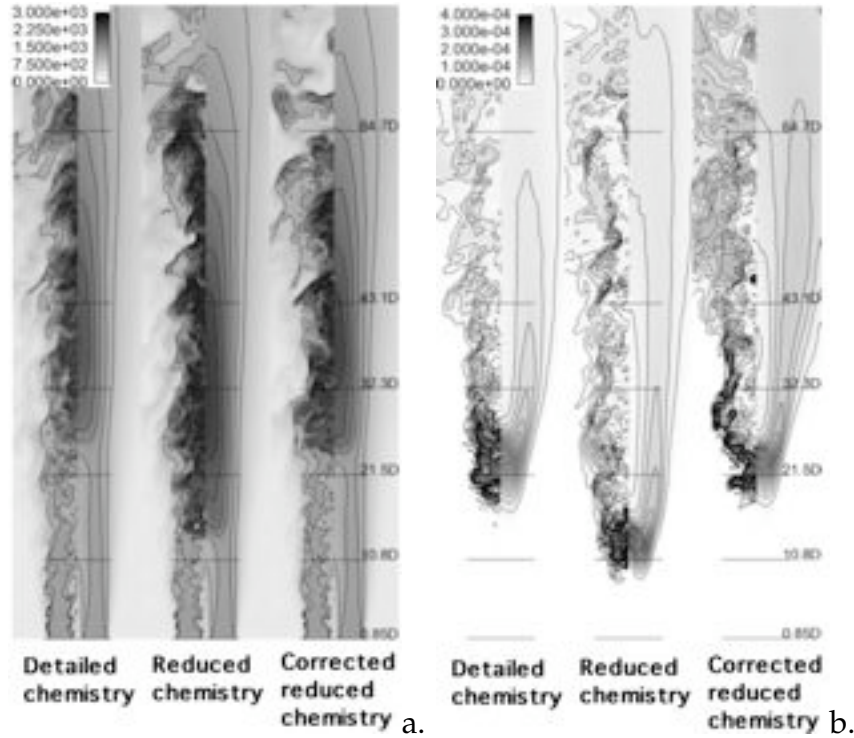 3.000e+03
2.250e+03
1.500e+03
7.500e+02
0.000e+00
64.7D
43.1D
32.3D
21.5D
10.8D
0.85D
Detailed chemistry
Reduced chemistry
Corrected reduced chemistry
a.
4.000e-04
3.000e-04
2.000e-04
1.000e-04
0.000e+00
64.7D
43.1D
32.3D
21.5D
10.8D
0.85D
Detailed chemistry
Reduced chemistry
Corrected reduced chemistry
b.